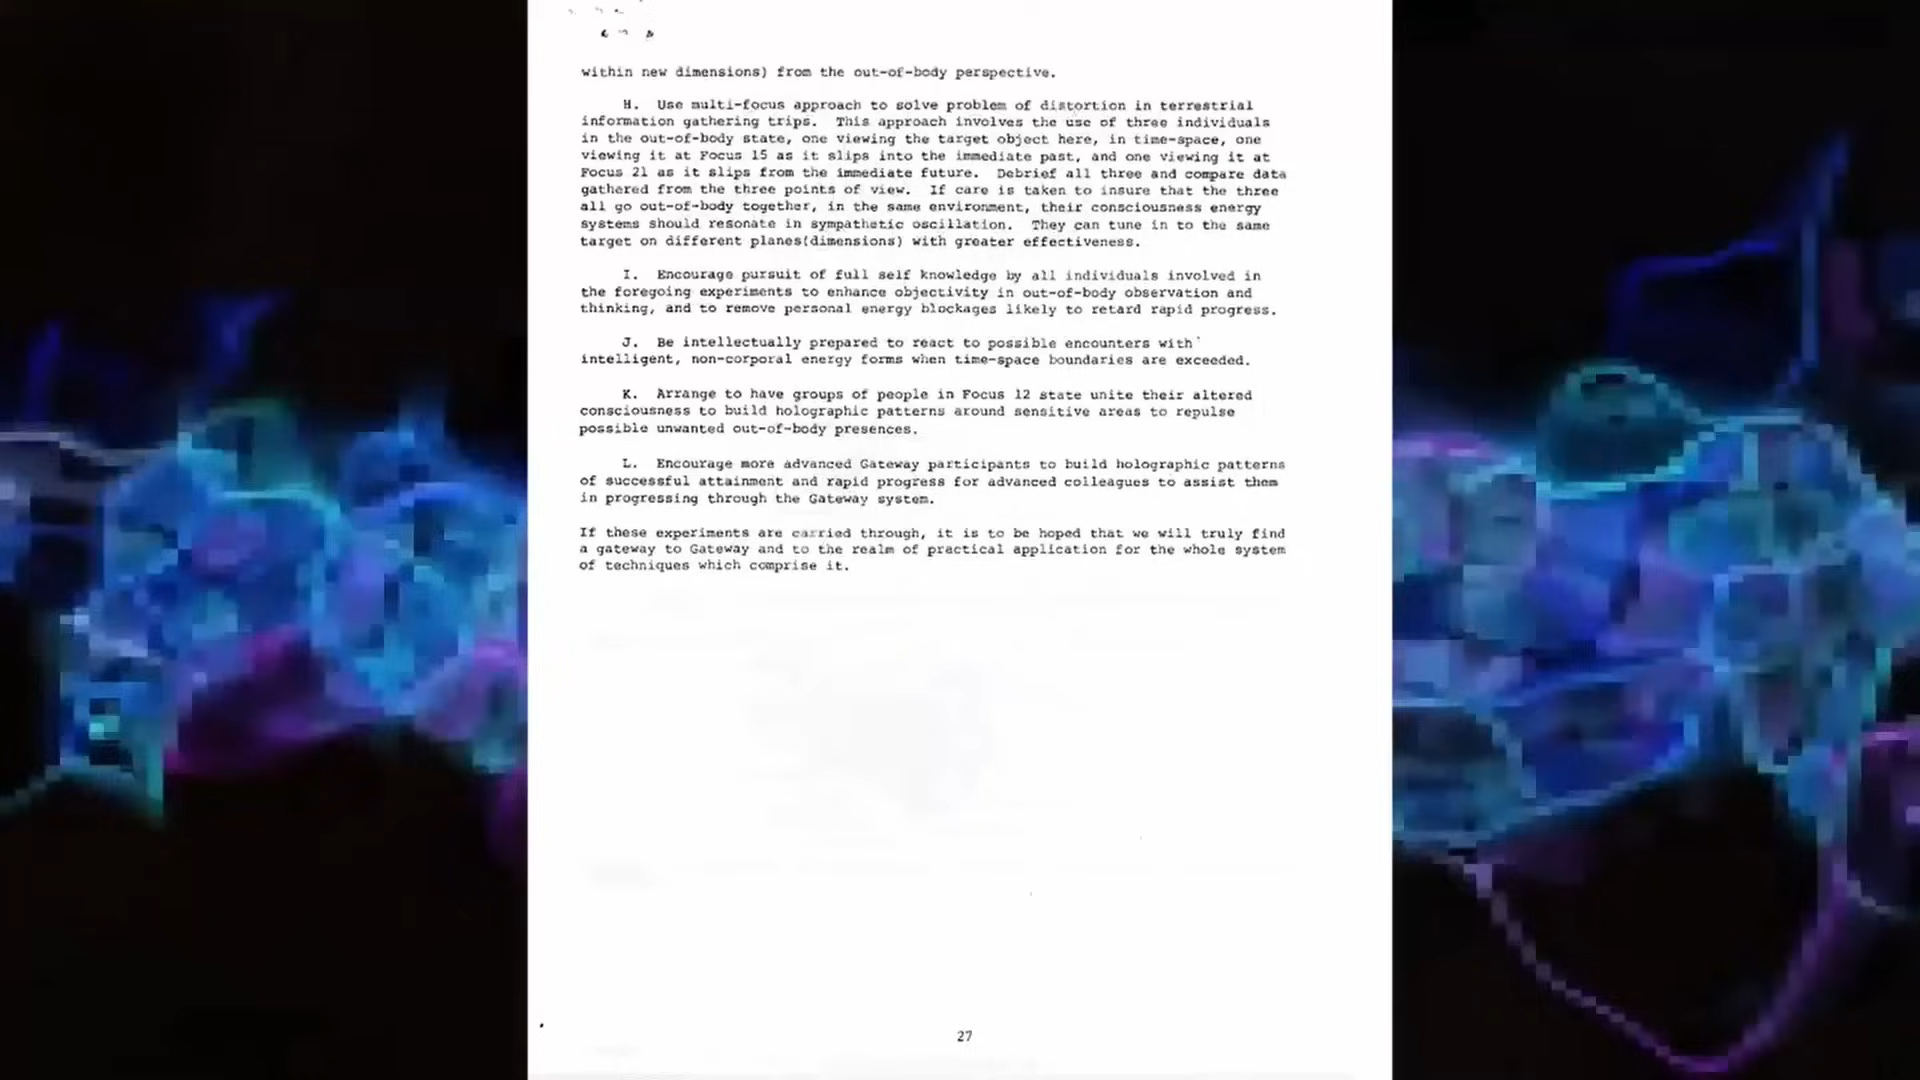 within new dimensions) from the out-of-body perspective.
H. Use multi-focus approach to solve problem of distortion in terrestrial
information gathering trips. This approach involves the use of three individuals
in the out-of-body state, one viewing the target object here, in time-space, one
viewing it at Focus 15 as it slips into the immediate past, and one viewing it at
Focus 21 as it slips from the immediate future. Debrief all three and compare data
gathered from the three points of view. If care is taken to insure that the three
all go out-of-body together, in the same environment, their consciousness energy
systems should resonate in sympathetic oscillation. They can tune in to the same
target on different planes(dimensions) with greater effectiveness.
I. Encourage pursuit of full self knowledge by all individuals involved in
the foregoing experiments to enhance objectivity in out-of-body observation and
thinking, and to remove personal energy blockages likely to retard rapid progress.
J. Be intellectually prepared to react to possible encounters with
intelligent, non-corporal energy forms when time-space boundaries are exceeded.
K. Arrange to have groups of people in Focus 12 state unite their altered
consciousness to build holographic patterns around sensitive areas to repulse
possible unwanted out-of-body presences.
L. Encourage more advanced Gateway participants to build holographic patterns
of successful attainment and rapid progress for advanced colleagues to assist them
in progressing through the Gateway system.
If these experiments are carried through, it is to be hoped that we will truly find
a gateway to Gateway and to the realm of practical application for the whole system
of techniques which comprise it.
27